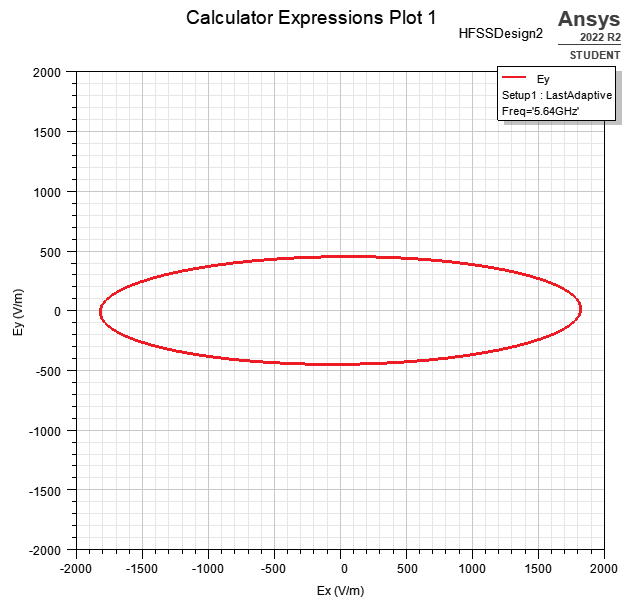 Calculator Expressions Plot 1
HFSSDesign2
Ansys
2022 R2
STUDENT
Ey
Setup1 : LastAdaptive
Freq='5.64GHz'
2000
1500
1000
500
0
-500
-1000
-1500
-2000
Ey (V/m)
-2000 -1500 -1000 -500 0 500 1000 1500 2000
Ex (V/m)